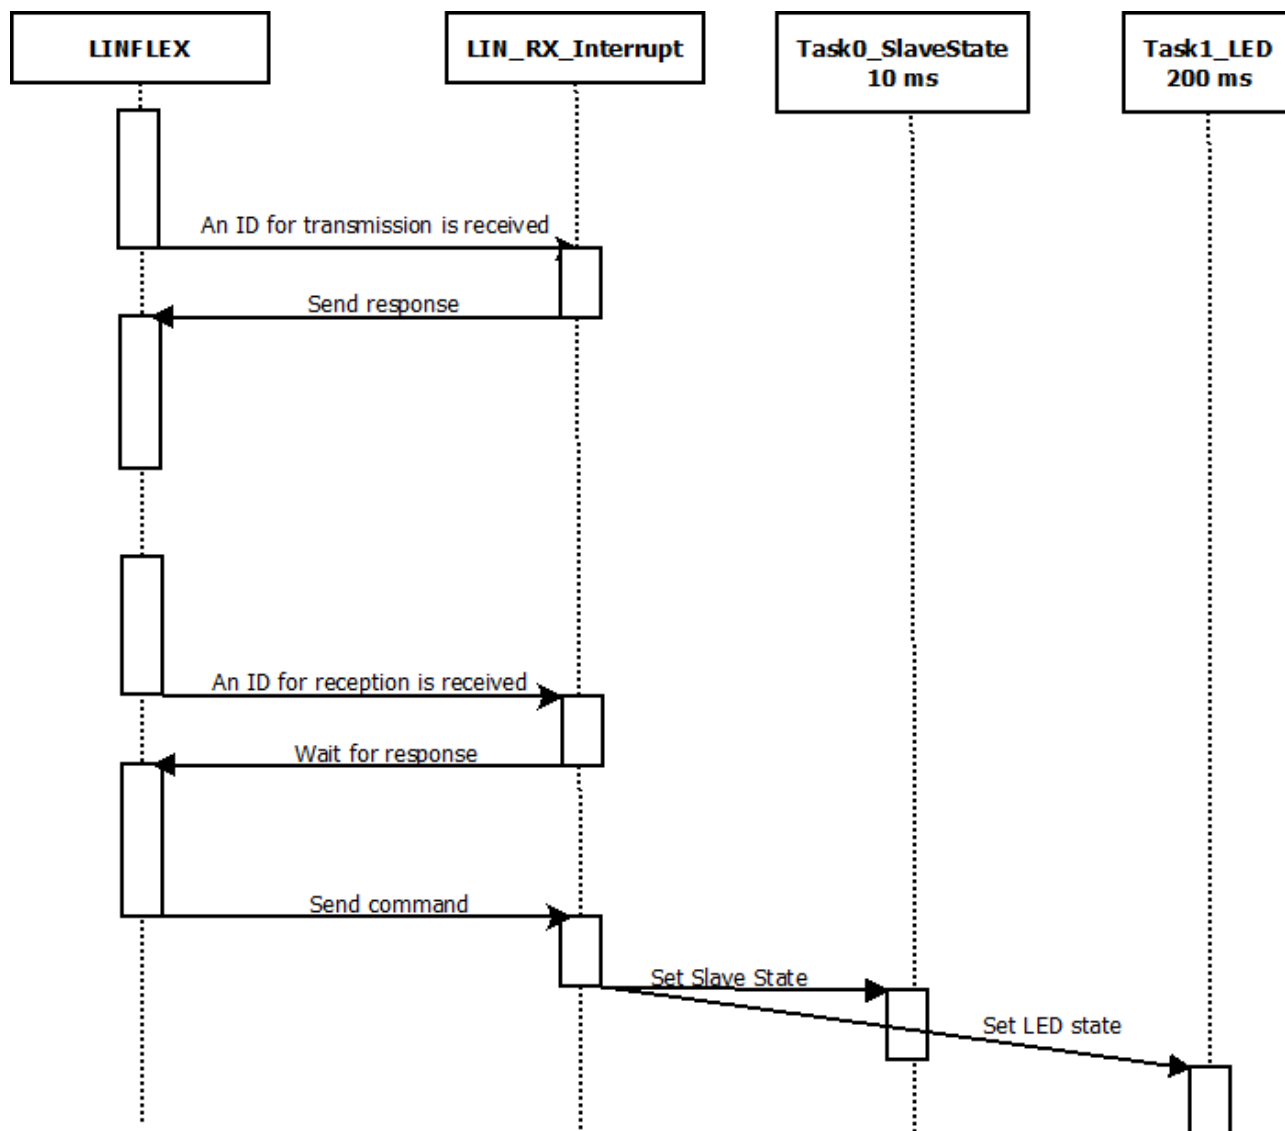 LINFLEX
LIN_RX_Interrupt
Task0_SlaveState
10 ms
Task1_LED
200 ms
An ID for transmission is received
Send response
An ID for reception is received
Wait for response
Send command
Set Slave State
Set LED state